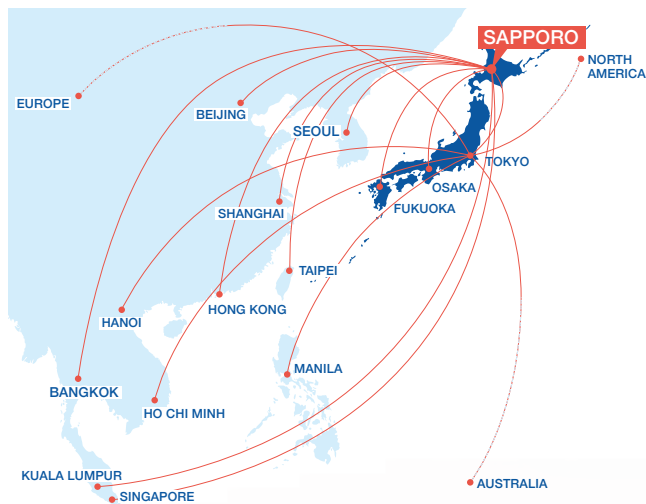 SAPPORO
NORTH
AMERICA
EUROPE
BEIJING
SEOUL
TOKYO
OSAKA
FUKUOKA
SHANGHAI
TAIPEI
HONG KONG
HANOI
MANILA
BANGKOK
HO CHI MINH
KUALA LUMPUR
SINGAPORE
AUSTRALIA